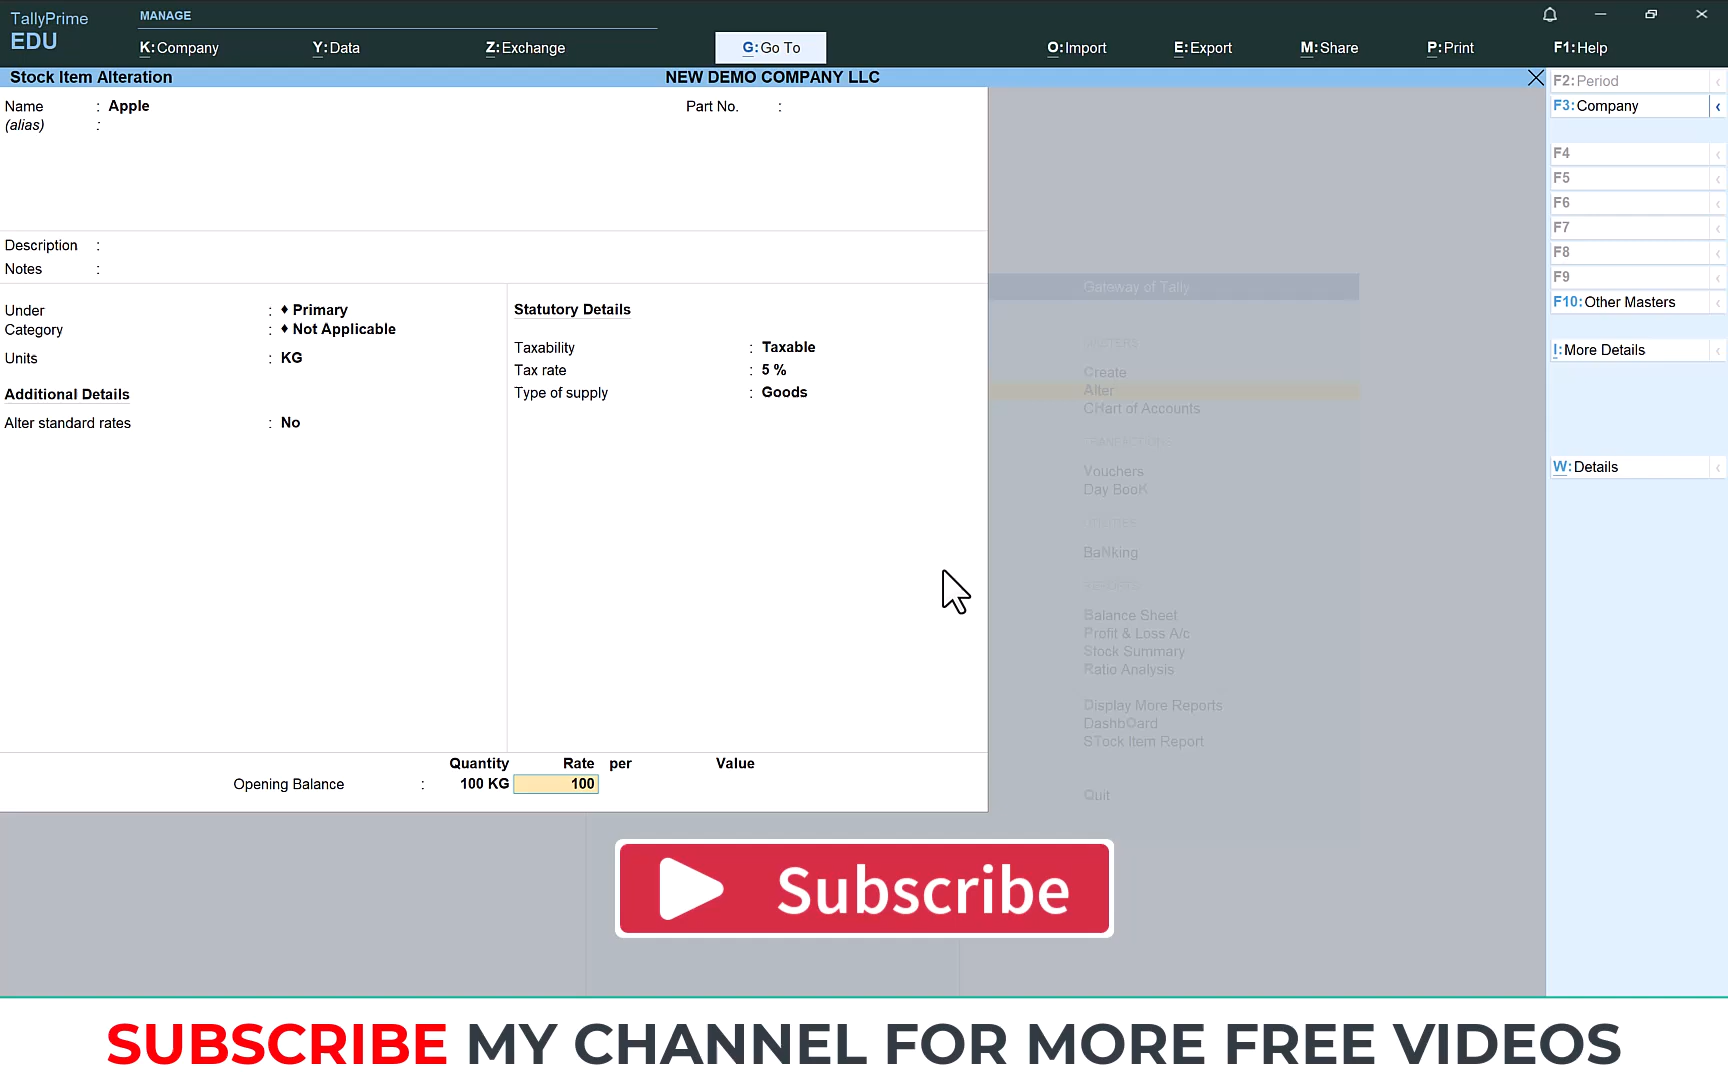 TallyPrime
EDU
MANAGE
K:Company
Y:Data
Z:Exchange
G:Go To
O:Import
E:Export
M:Share
P:Print
F1:Help
Stock Item Alteration
NEW DEMO COMPANY LLC
Name : Apple
Part No. :
(alias) :
Description :
Notes :
Under : ♦ Primary
Category : ♦ Not Applicable
Units : KG
Additional Details
Alter standard rates : No
Statutory Details
Taxability : Taxable
Tax rate : 5 %
Type of supply : Goods
Quantity Rate per Value
Opening Balance : 100 KG 100
Gateway of Tally
MASTERS
Create
Alter
CHart of Accounts
TRANSACTIONS
Vouchers
Day BooK
UTILITIES
BaNking
REPORTS
Balance Sheet
Profit & Loss A/c
Stock Summary
Ratio Analysis
Display More Reports
DashbOard
STock Item Report
Quit
F2:Period
F3:Company
F4
F5
F6
F7
F8
F9
F10:Other Masters
I:More Details
W:Details
Subscribe
SUBSCRIBE MY CHANNEL FOR MORE FREE VIDEOS